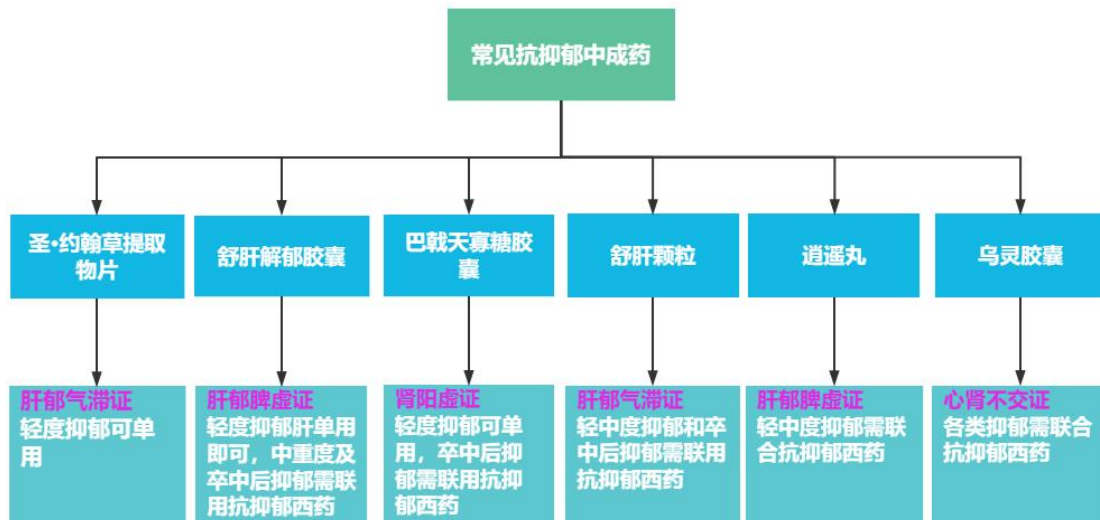 常见抗抑郁中成药
圣·约翰草提取
物片
舒肝解郁胶囊
巴戟天寡糖胶
囊
舒肝颗粒
逍遥丸
乌灵胶囊
肝郁气滞证
轻度抑郁可单
用
肝郁脾虚证
轻度抑郁肝单用
即可，中重度及
卒中后抑郁需联
用抗抑郁西药
肾阳虚证
轻度抑郁可单
用，卒中后抑
郁需联用抗抑
郁西药
肝郁气滞证
轻中度抑郁和卒
中后抑郁需联用
抗抑郁西药
肝郁脾虚证
轻中度抑郁需联
合抗抑郁西药
心肾不交证
各类抑郁需联合
抗抑郁西药